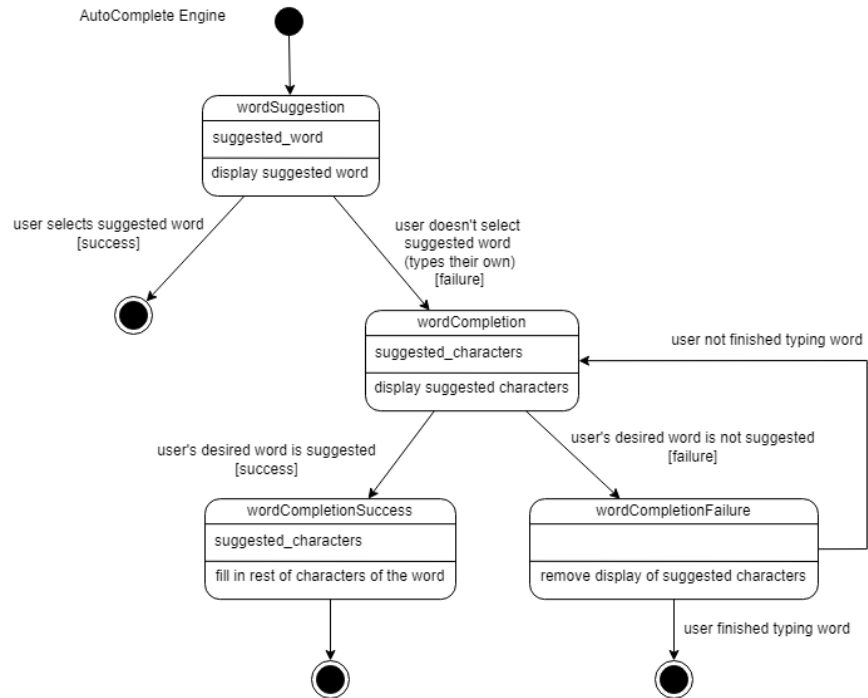 AutoComplete Engine
wordSuggestion
suggested_word
display suggested word
user selects suggested word
[success]
user doesn't select
suggested word
(types their own)
[failure]
wordCompletion
suggested_characters
display suggested characters
user not finished typing word
user's desired word is suggested
[success]
user's desired word is not suggested
[failure]
wordCompletionSuccess
suggested_characters
fill in rest of characters of the word
wordCompletionFailure
remove display of suggested characters
user finished typing word